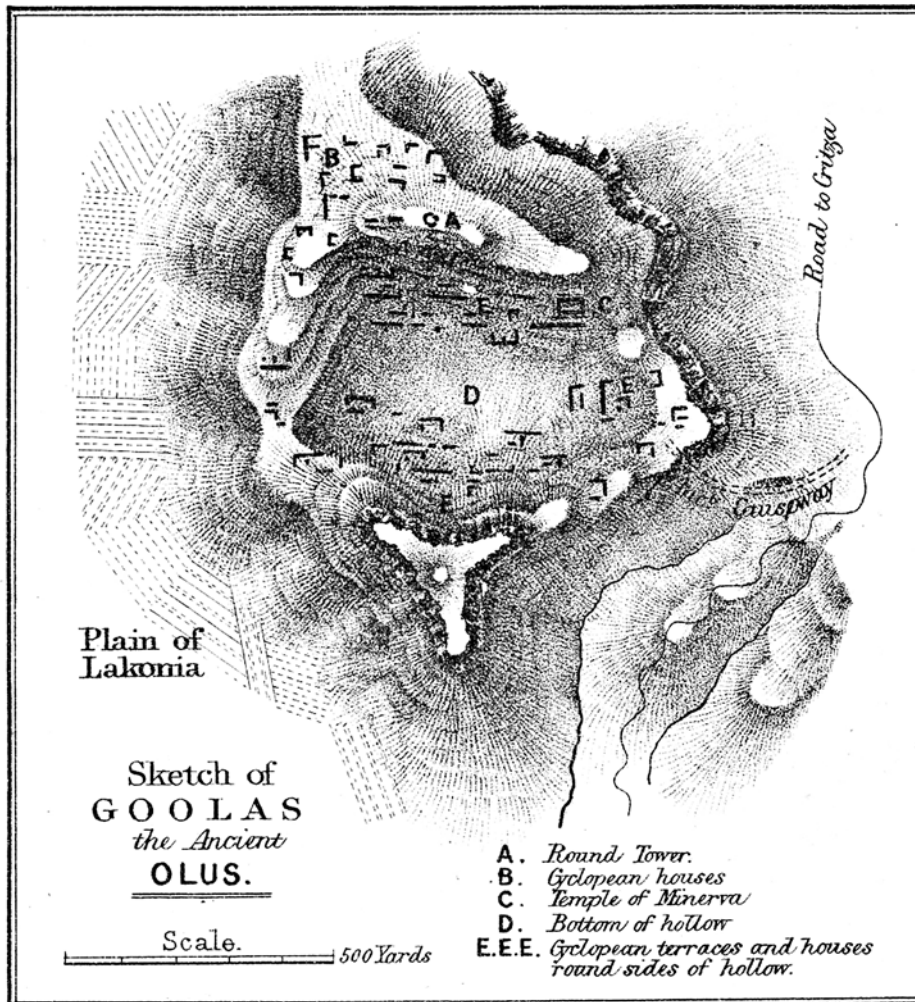 B
A
E
C
D
E
E
Road to Critza
Causeway
Plain of
Lakonia
Sketch of
GOOLAS
the Ancient
OLUS.
Scale.
500 Yards
A. Round Tower.
B. Cyclopean houses
C. Temple of Minerva
D. Bottom of hollow
E.E.E. Cyclopean terraces and houses
round sides of hollow.